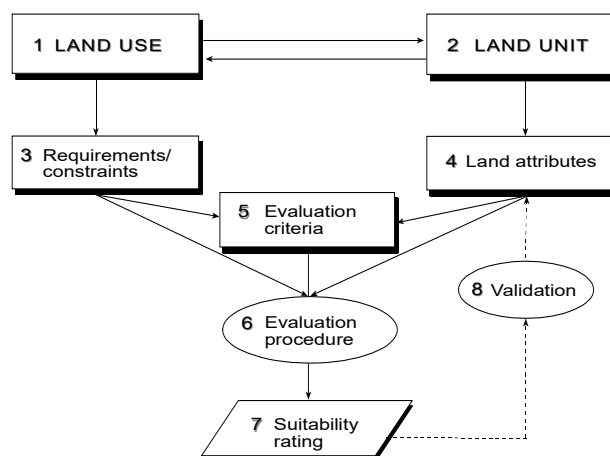 1 LAND USE
2 LAND UNIT
3 Requirements/
constraints
4 Land attributes
5 Evaluation
criteria
8 Validation
6 Evaluation
procedure
7 Suitability
rating